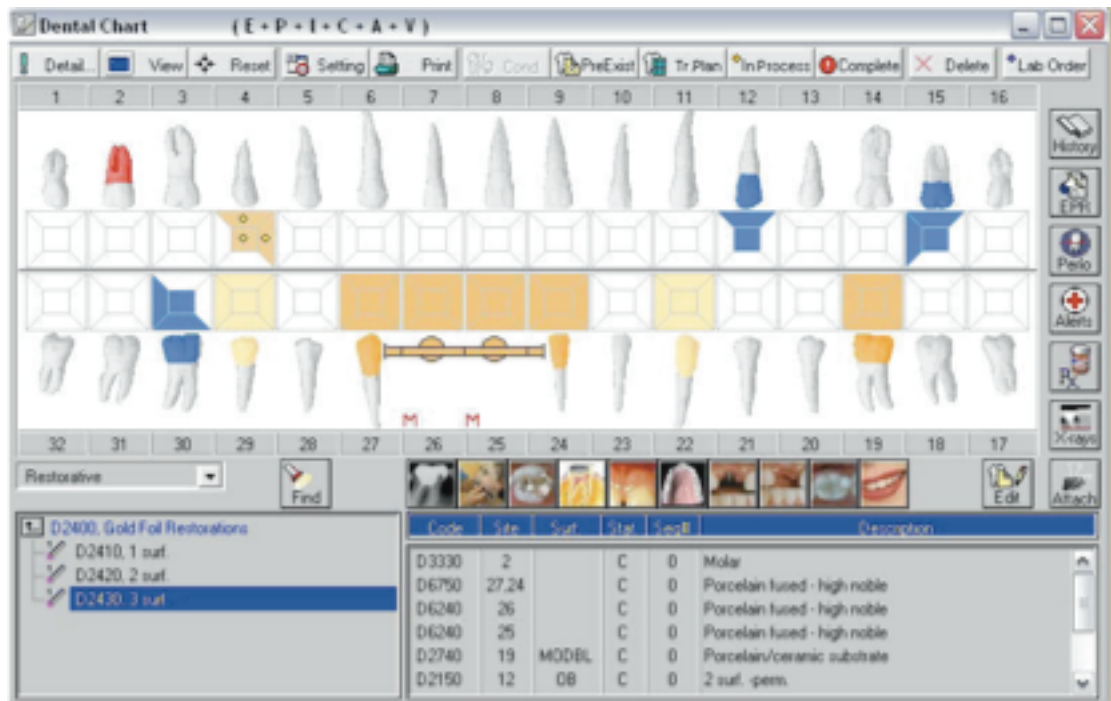 Dental Chart ( E + P + I + C + A + V )
Detail... View Reset Setting Print Cond PreExist Tr Plan InProcess Complete Delete Lab Order
1 2 3 4 5 6 7 8 9 10 11 12 13 14 15 16
History
EPR
Perio
Alerts
Rx
M M
32 31 30 29 28 27 26 25 24 23 22 21 20 19 18 17
X-rays
Restorative Find Edit Attach
D2400, Gold Foil Restorations
D2410, 1 surf.
D2420, 2 surf.
D2430, 3 surf.
Code Site Surf. Stat. Seq# Description
D3330 2 C 0 Molar
D6750 27,24 C 0 Porcelain fused - high noble
D6240 26 C 0 Porcelain fused - high noble
D6240 25 C 0 Porcelain fused - high noble
D2740 19 MODBL C 0 Porcelain/ceramic substrate
D2150 12 OB C 0 2 surf. -perm.